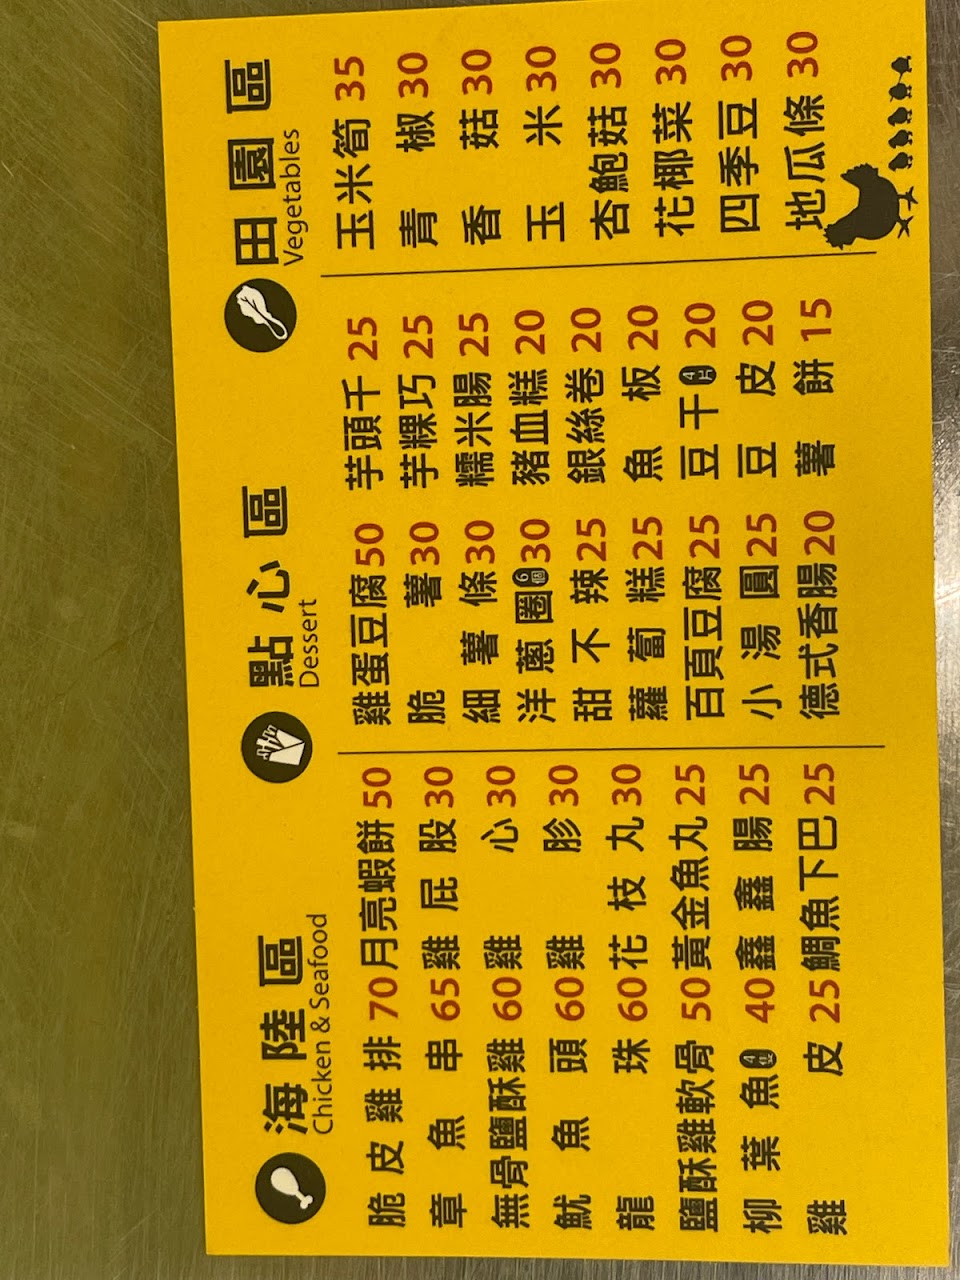 海陸區
Chicken & Seafood
脆皮雞排 70 月亮蝦餅 50
章魚串 65 雞屁股 30
無骨鹽酥雞 60 雞心 30
魷魚頭 60 雞胗 30
龍珠 60 花枝丸 30
鹽酥雞軟骨 50 黃金魚丸 25
柳葉魚 4條 40 鑫鑫腸 25
雞皮 25 鯛魚下巴 25
點心區
Dessert
雞蛋豆腐 50 芋頭千 25
脆薯 30 芋粿巧 25
細薯條 30 糯米腸 25
洋蔥圈 6個 30 豬血糕 20
甜不辣 25 銀絲卷 20
蘿蔔糕 25 魚板 20
百頁豆腐 25 豆干 4片 20
小湯圓 25 豆皮 20
德式香腸 20 薯餅 15
田園區
Vegetables
玉米筍 35
青椒 30
香菇 30
玉米 30
杏鮑菇 30
花椰菜 30
四季豆 30
地瓜條 30